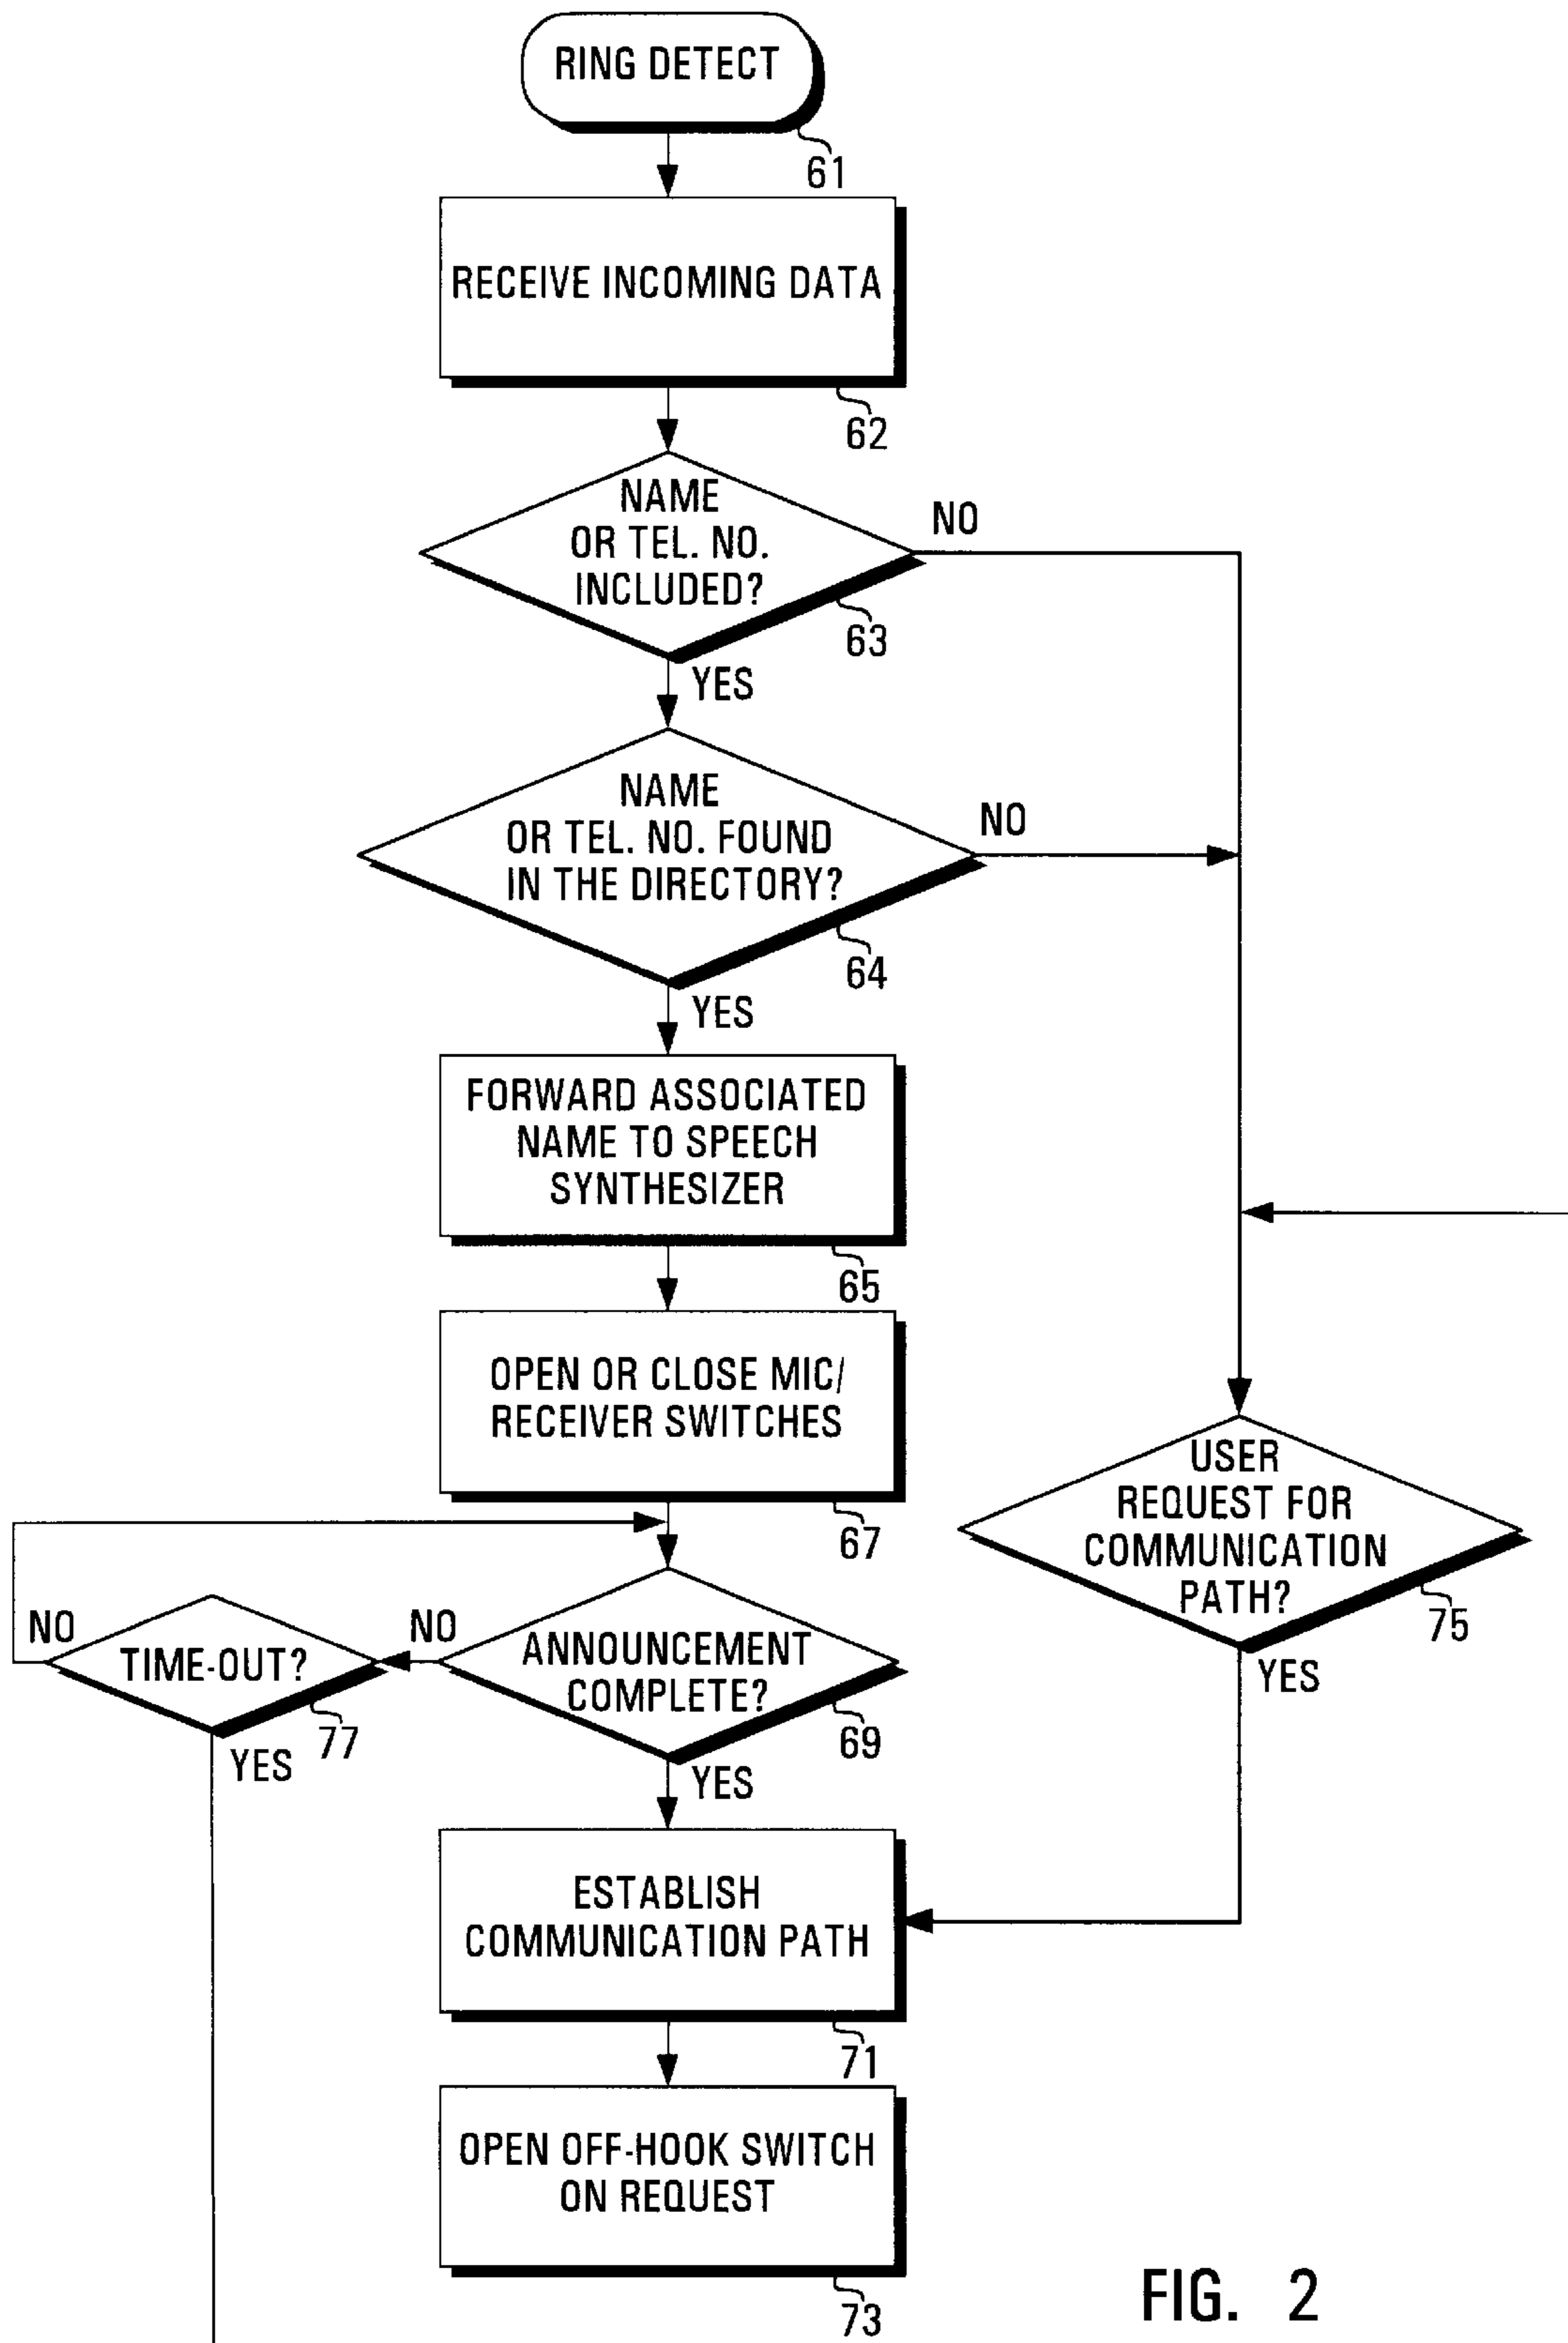 RING DETECT
61
RECEIVE INCOMING DATA
62
NAME
OR TEL. NO.
INCLUDED?
NO
63
YES
NAME
OR TEL. NO. FOUND
IN THE DIRECTORY?
NO
64
YES
FORWARD ASSOCIATED
NAME TO SPEECH
SYNTHESIZER
65
OPEN OR CLOSE MIC/
RECEIVER SWITCHES
67
USER
REQUEST FOR
COMMUNICATION
PATH?
75
YES
NO
TIME-OUT?
77
YES
NO
ANNOUNCEMENT
COMPLETE?
69
YES
ESTABLISH
COMMUNICATION PATH
71
OPEN OFF-HOOK SWITCH
ON REQUEST
73
FIG. 2